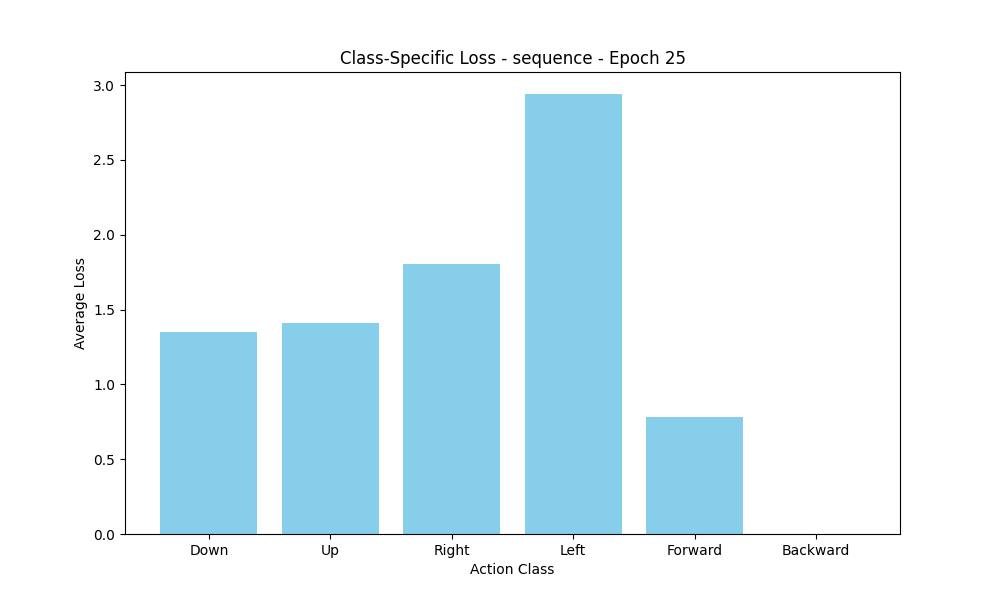 Class-Specific Loss - sequence - Epoch 25
3.0
2.5
2.0
1.5
1.0
0.5
0.0
Average Loss
Down Up Right Left Forward Backward
Action Class